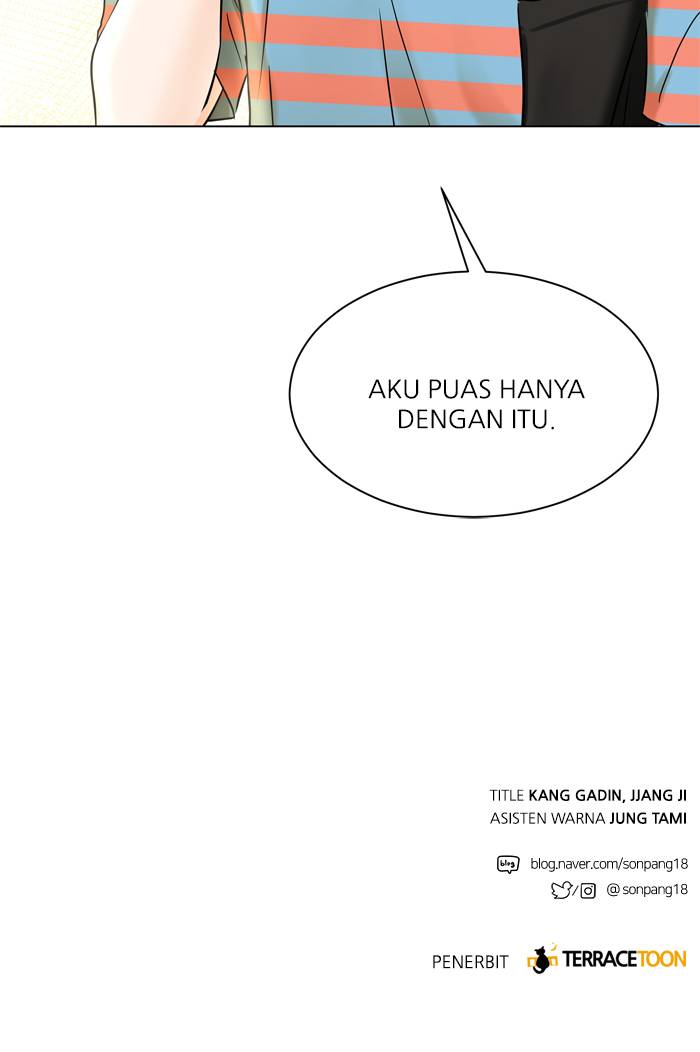 AKU PUAS HANYA
DENGAN ITU.
TITLE KANG GADIN, JJANG JI
ASISTEN WARNA JUNG TAMI
blog blog.naver.com/sonpang18
/ @sonpang18
PENERBIT TERRACETOON